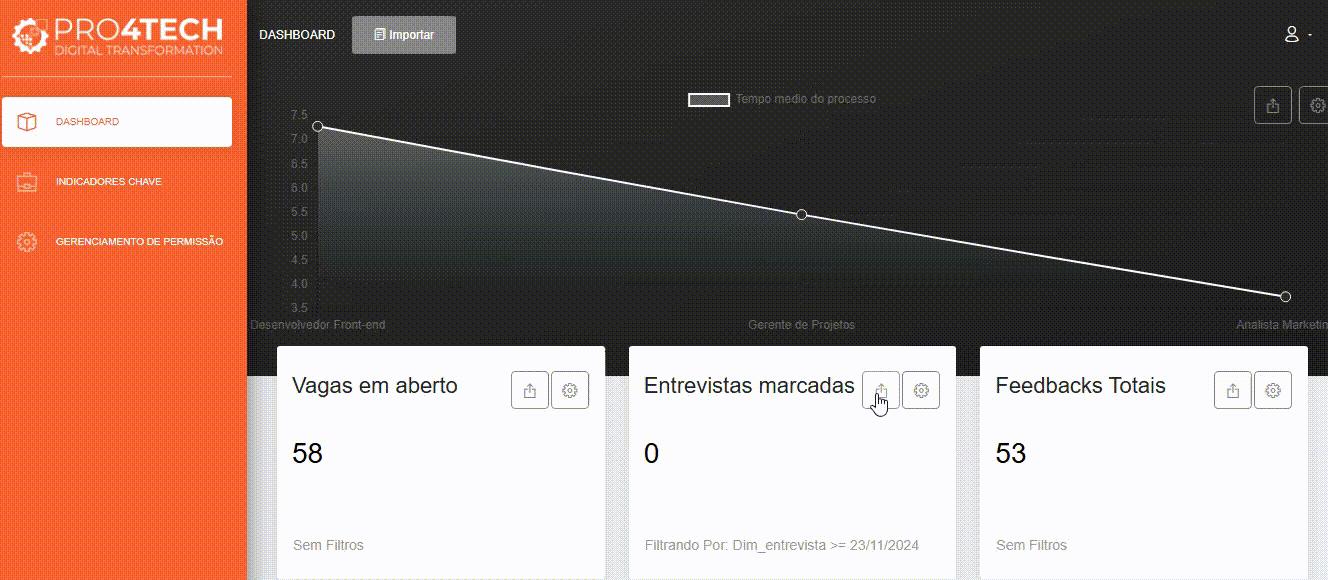 PRO4TECH
DIGITAL TRANSFORMATION
DASHBOARD
Importar
DASHBOARD
INDICADORES CHAVE
GERENCIAMENTO DE PERMISSÃO
Tempo medio do processo
7.5
7.0
6.5
6.0
5.5
5.0
4.5
4.0
3.5
Desenvolvedor Front-end
Gerente de Projetos
Analista Marketin
Vagas em aberto
58
Sem Filtros
Entrevistas marcadas
0
Filtrando Por: Dim_entrevista >= 23/11/2024
Feedbacks Totais
53
Sem Filtros